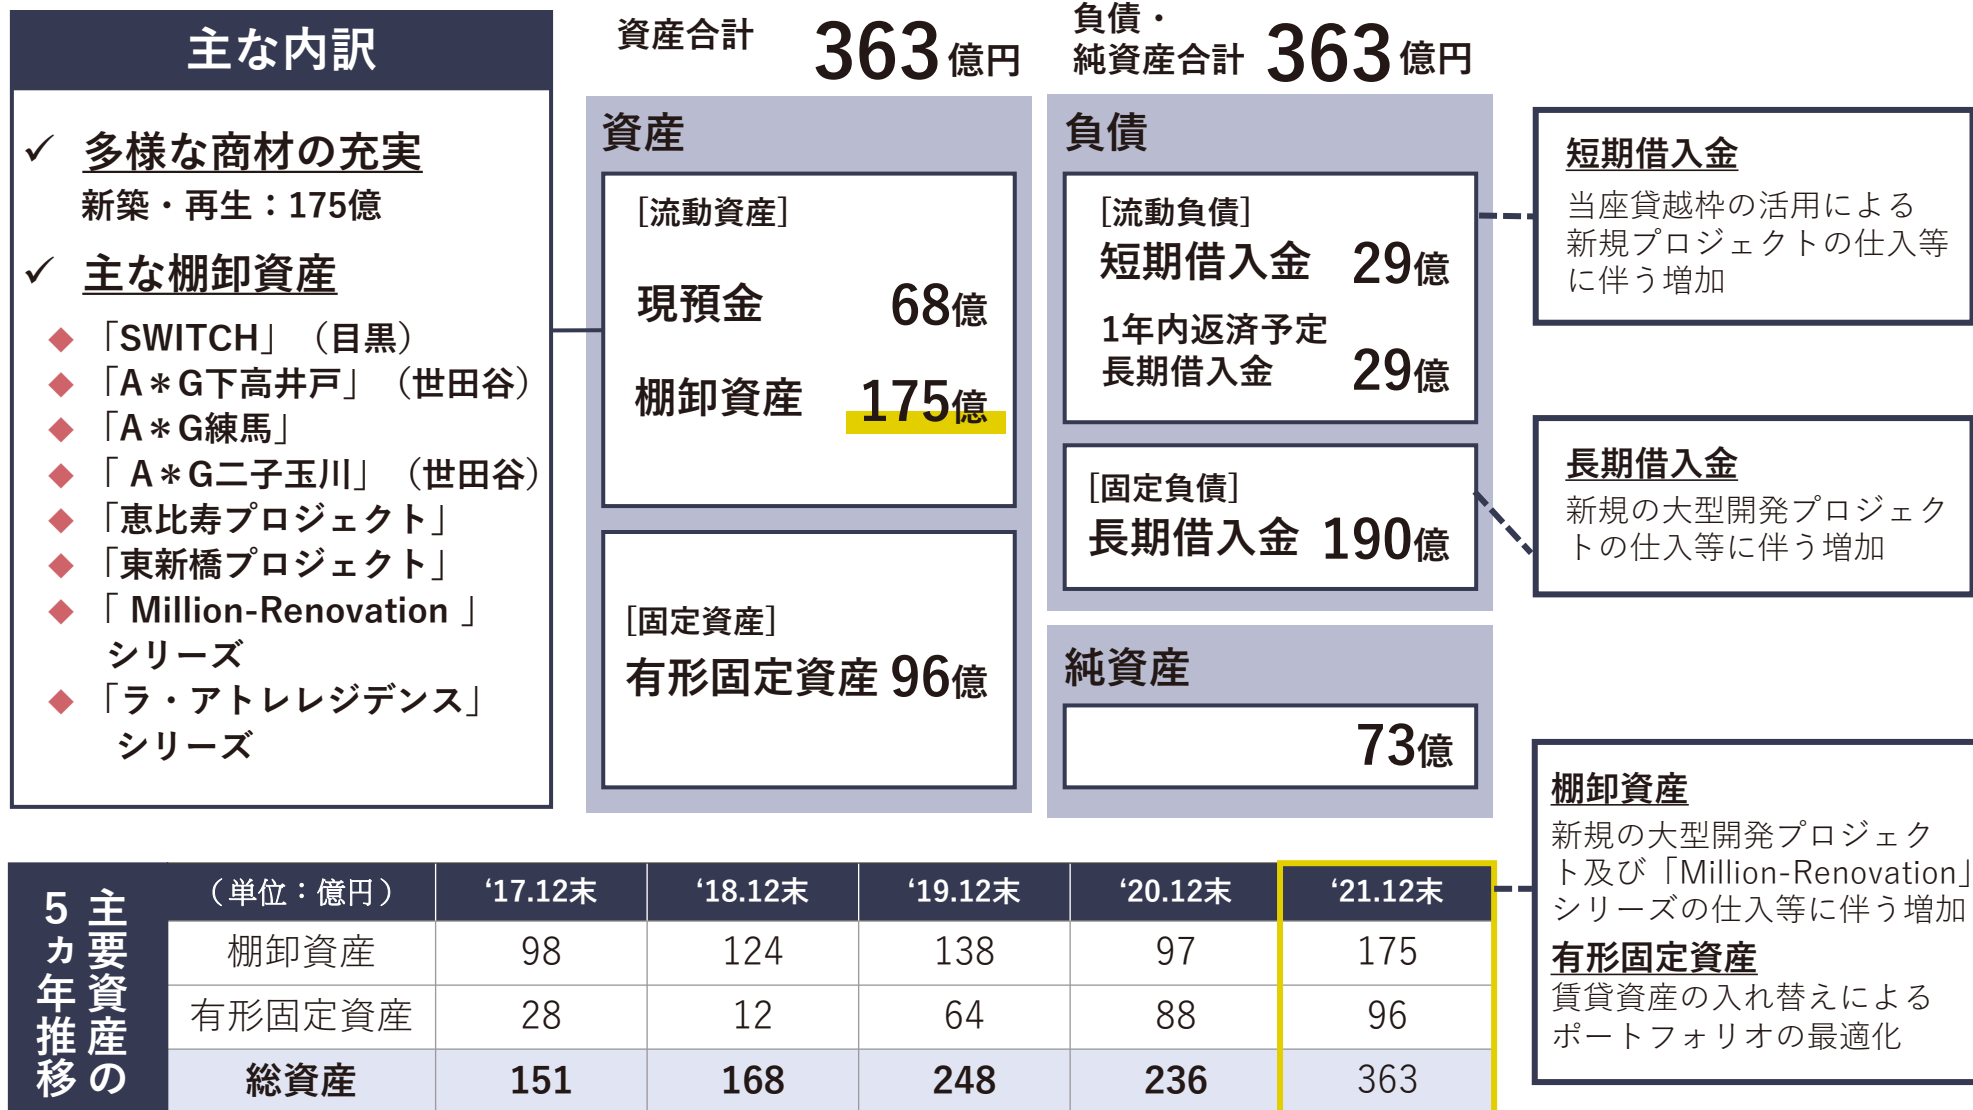 主な内訳
✓ 多様な商材の充実
新築・再生：175億
✓ 主な棚卸資産
◆ 「SWITCH」（目黒）
◆ 「A＊G下高井戸」（世田谷）
◆ 「A＊G練馬」
◆ 「 A＊G二子玉川」（世田谷）
◆ 「恵比寿プロジェクト」
◆ 「東新橋プロジェクト」
◆ 「 Million-Renovation 」
シリーズ
◆ 「ラ・アトレレジデンス」
シリーズ
資産合計 363億円
資産
[流動資産]
現預金 68億
棚卸資産 175億
[固定資産]
有形固定資産 96億
負債・
純資産合計 363億円
負債
[流動負債]
短期借入金 29億
1年内返済予定
長期借入金 29億
[固定負債]
長期借入金 190億
純資産
73億
短期借入金
当座貸越枠の活用による
新規プロジェクトの仕入等
に伴う増加
長期借入金
新規の大型開発プロジェク
トの仕入等に伴う増加
棚卸資産
新規の大型開発プロジェク
ト及び「Million-Renovation」
シリーズの仕入等に伴う増加
有形固定資産
賃貸資産の入れ替えによる
ポートフォリオの最適化
主要資産の
5ヵ年推移
（単位：億円） ‘17.12末 ‘18.12末 ‘19.12末 ‘20.12末 ‘21.12末
棚卸資産 98 124 138 97 175
有形固定資産 28 12 64 88 96
総資産 151 168 248 236 363